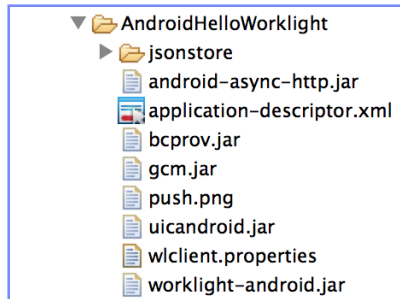 AndroidHelloWorklight
jsonstore
android-async-http.jar
application-descriptor.xml
bcprov.jar
gcm.jar
push.png
uicandroid.jar
wlclient.properties
worklight-android.jar